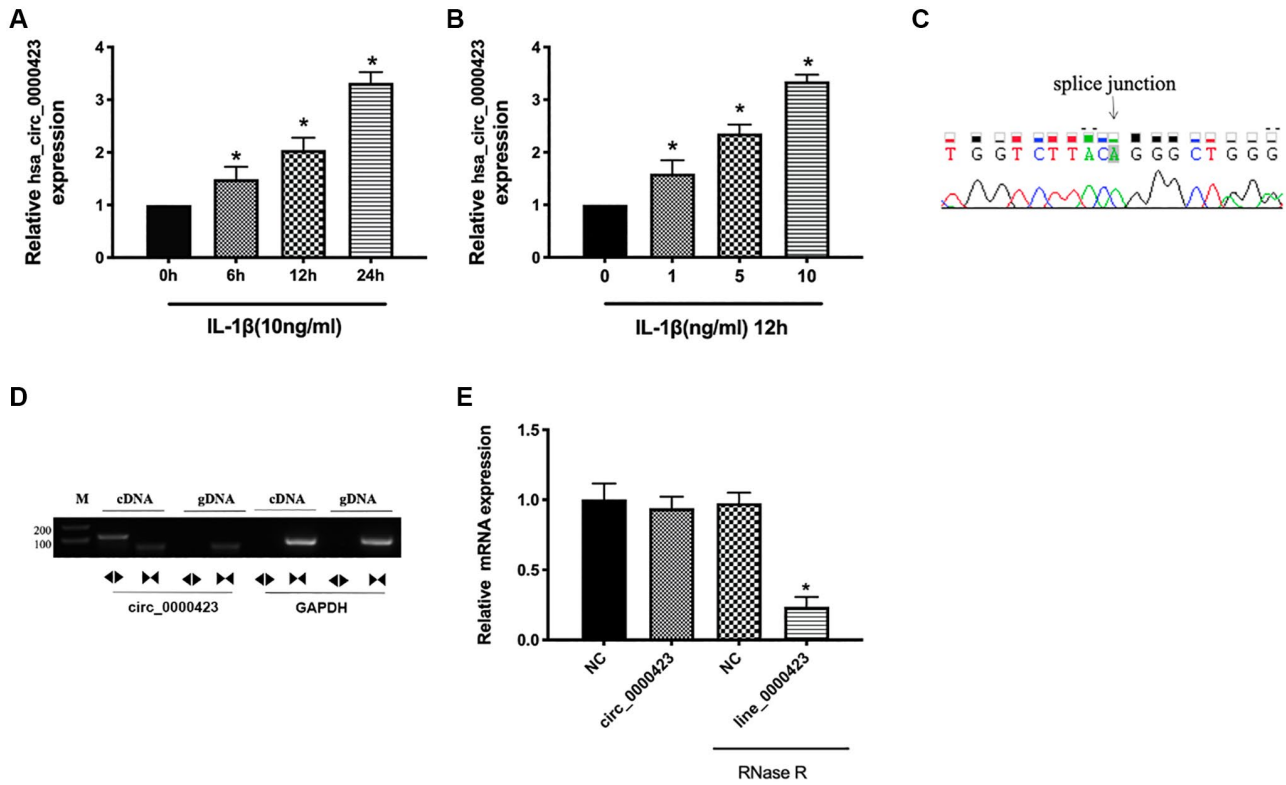 A
Relative hsa_circ_0000423
expression
4
3
2
1
0
*
*
*
0h 6h 12h 24h
IL-1β(10ng/ml)
B
Relative hsa_circ_0000423
expression
4
3
2
1
0
*
*
*
0 1 5 10
IL-1β(ng/ml) 12h
C
splice junction
T G G T C T T A C A G G G C T G G G
D
M cDNA gDNA cDNA gDNA
200
100
circ_0000423 GAPDH
E
Relative mRNA expression
1.5
1.0
0.5
0.0
*
NC
circ_0000423
NC
line_0000423
RNase R